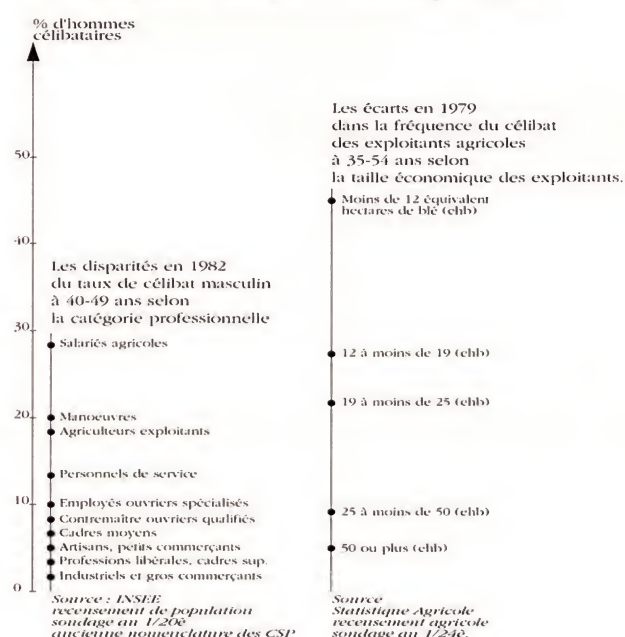 % d'hommes
célibataires
50
40
30
20
10
0
Les disparités en 1982
du taux de célibat masculin
à 40-49 ans selon
la catégorie professionnelle
Salariés agricoles
Manoeuvres
Agriculteurs exploitants
Personnels de service
Employés ouvriers spécialisés
Contremaître ouvriers qualifiés
Cadres moyens
Artisans, petits commerçants
Professions libérales, cadres sup.
Industriels et gros commerçants
Source : INSEE
recensement de population
sondage au 1/20è
ancienne nomenclature des CSP
Les écarts en 1979
dans la fréquence du célibat
des exploitants agricoles
à 35-54 ans selon
la taille économique des exploitants.
Moins de 12 équivalent
hectares de blé (ehb)
12 à moins de 19 (ehb)
19 à moins de 25 (ehb)
25 à moins de 50 (ehb)
50 ou plus (ehb)
Source
Statistique Agricole
recensement agricole
sondage au 1/24è.